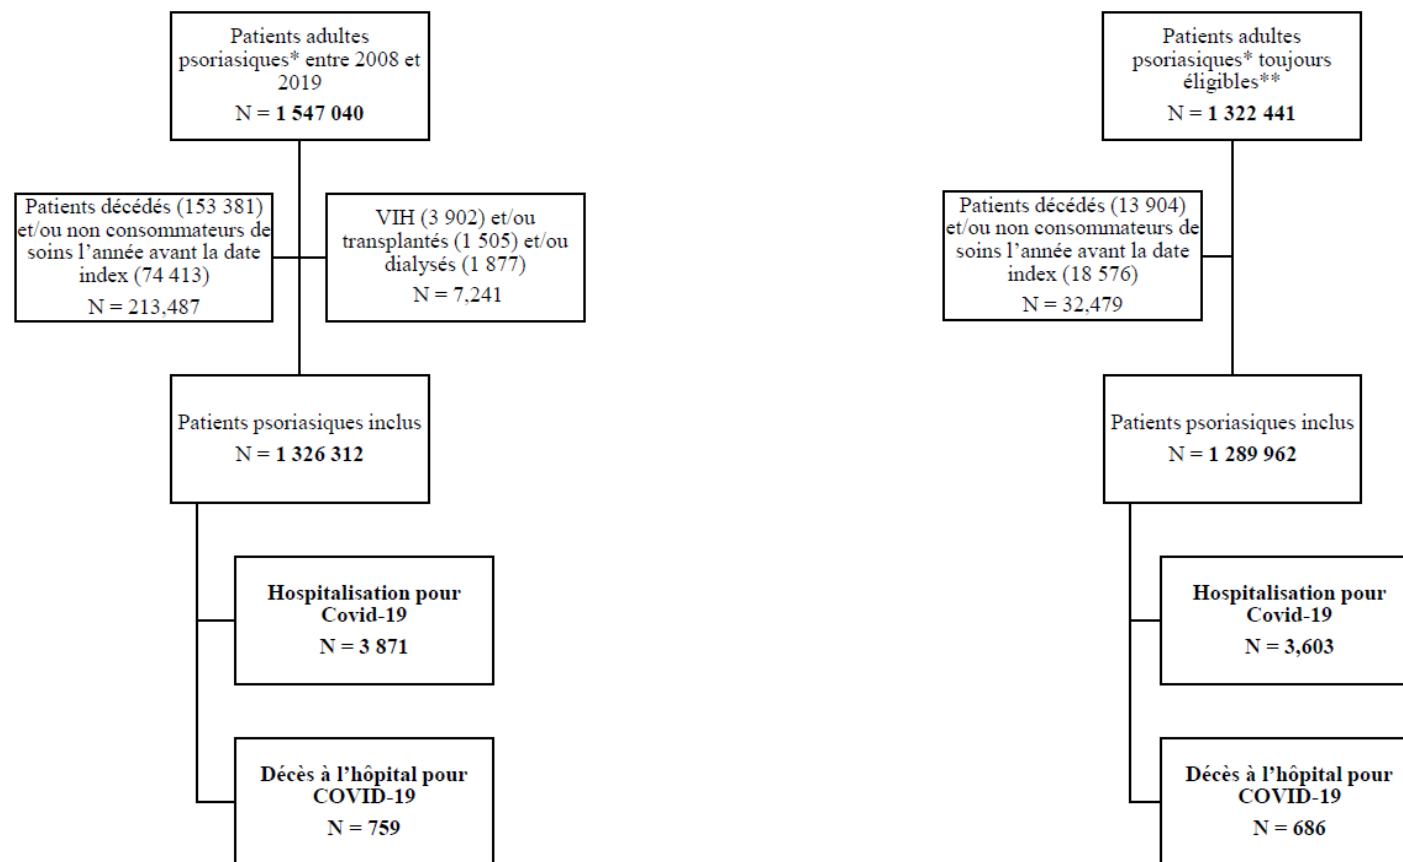 Patients adultes
psoriasiques* entre 2008 et
2019
N = 1 547 040
Patients décédés (153 381)
et/ou non consommateurs de
soins l’année avant la date
index (74 413)
N = 213,487
VIH (3 902) et/ou
transplantés (1 505) et/ou
dialysés (1 877)
N = 7,241
Patients psoriasiques inclus
N = 1 326 312
Hospitalisation pour
Covid-19
N = 3 871
Décès à l’hôpital pour
COVID-19
N = 759
Patients adultes
psoriasiques* toujours
éligibles**
N = 1 322 441
Patients décédés (13 904)
et/ou non consommateurs de
soins l’année avant la date
index (18 576)
N = 32,479
Patients psoriasiques inclus
N = 1 289 962
Hospitalisation pour
Covid-19
N = 3,603
Décès à l’hôpital pour
COVID-19
N = 686